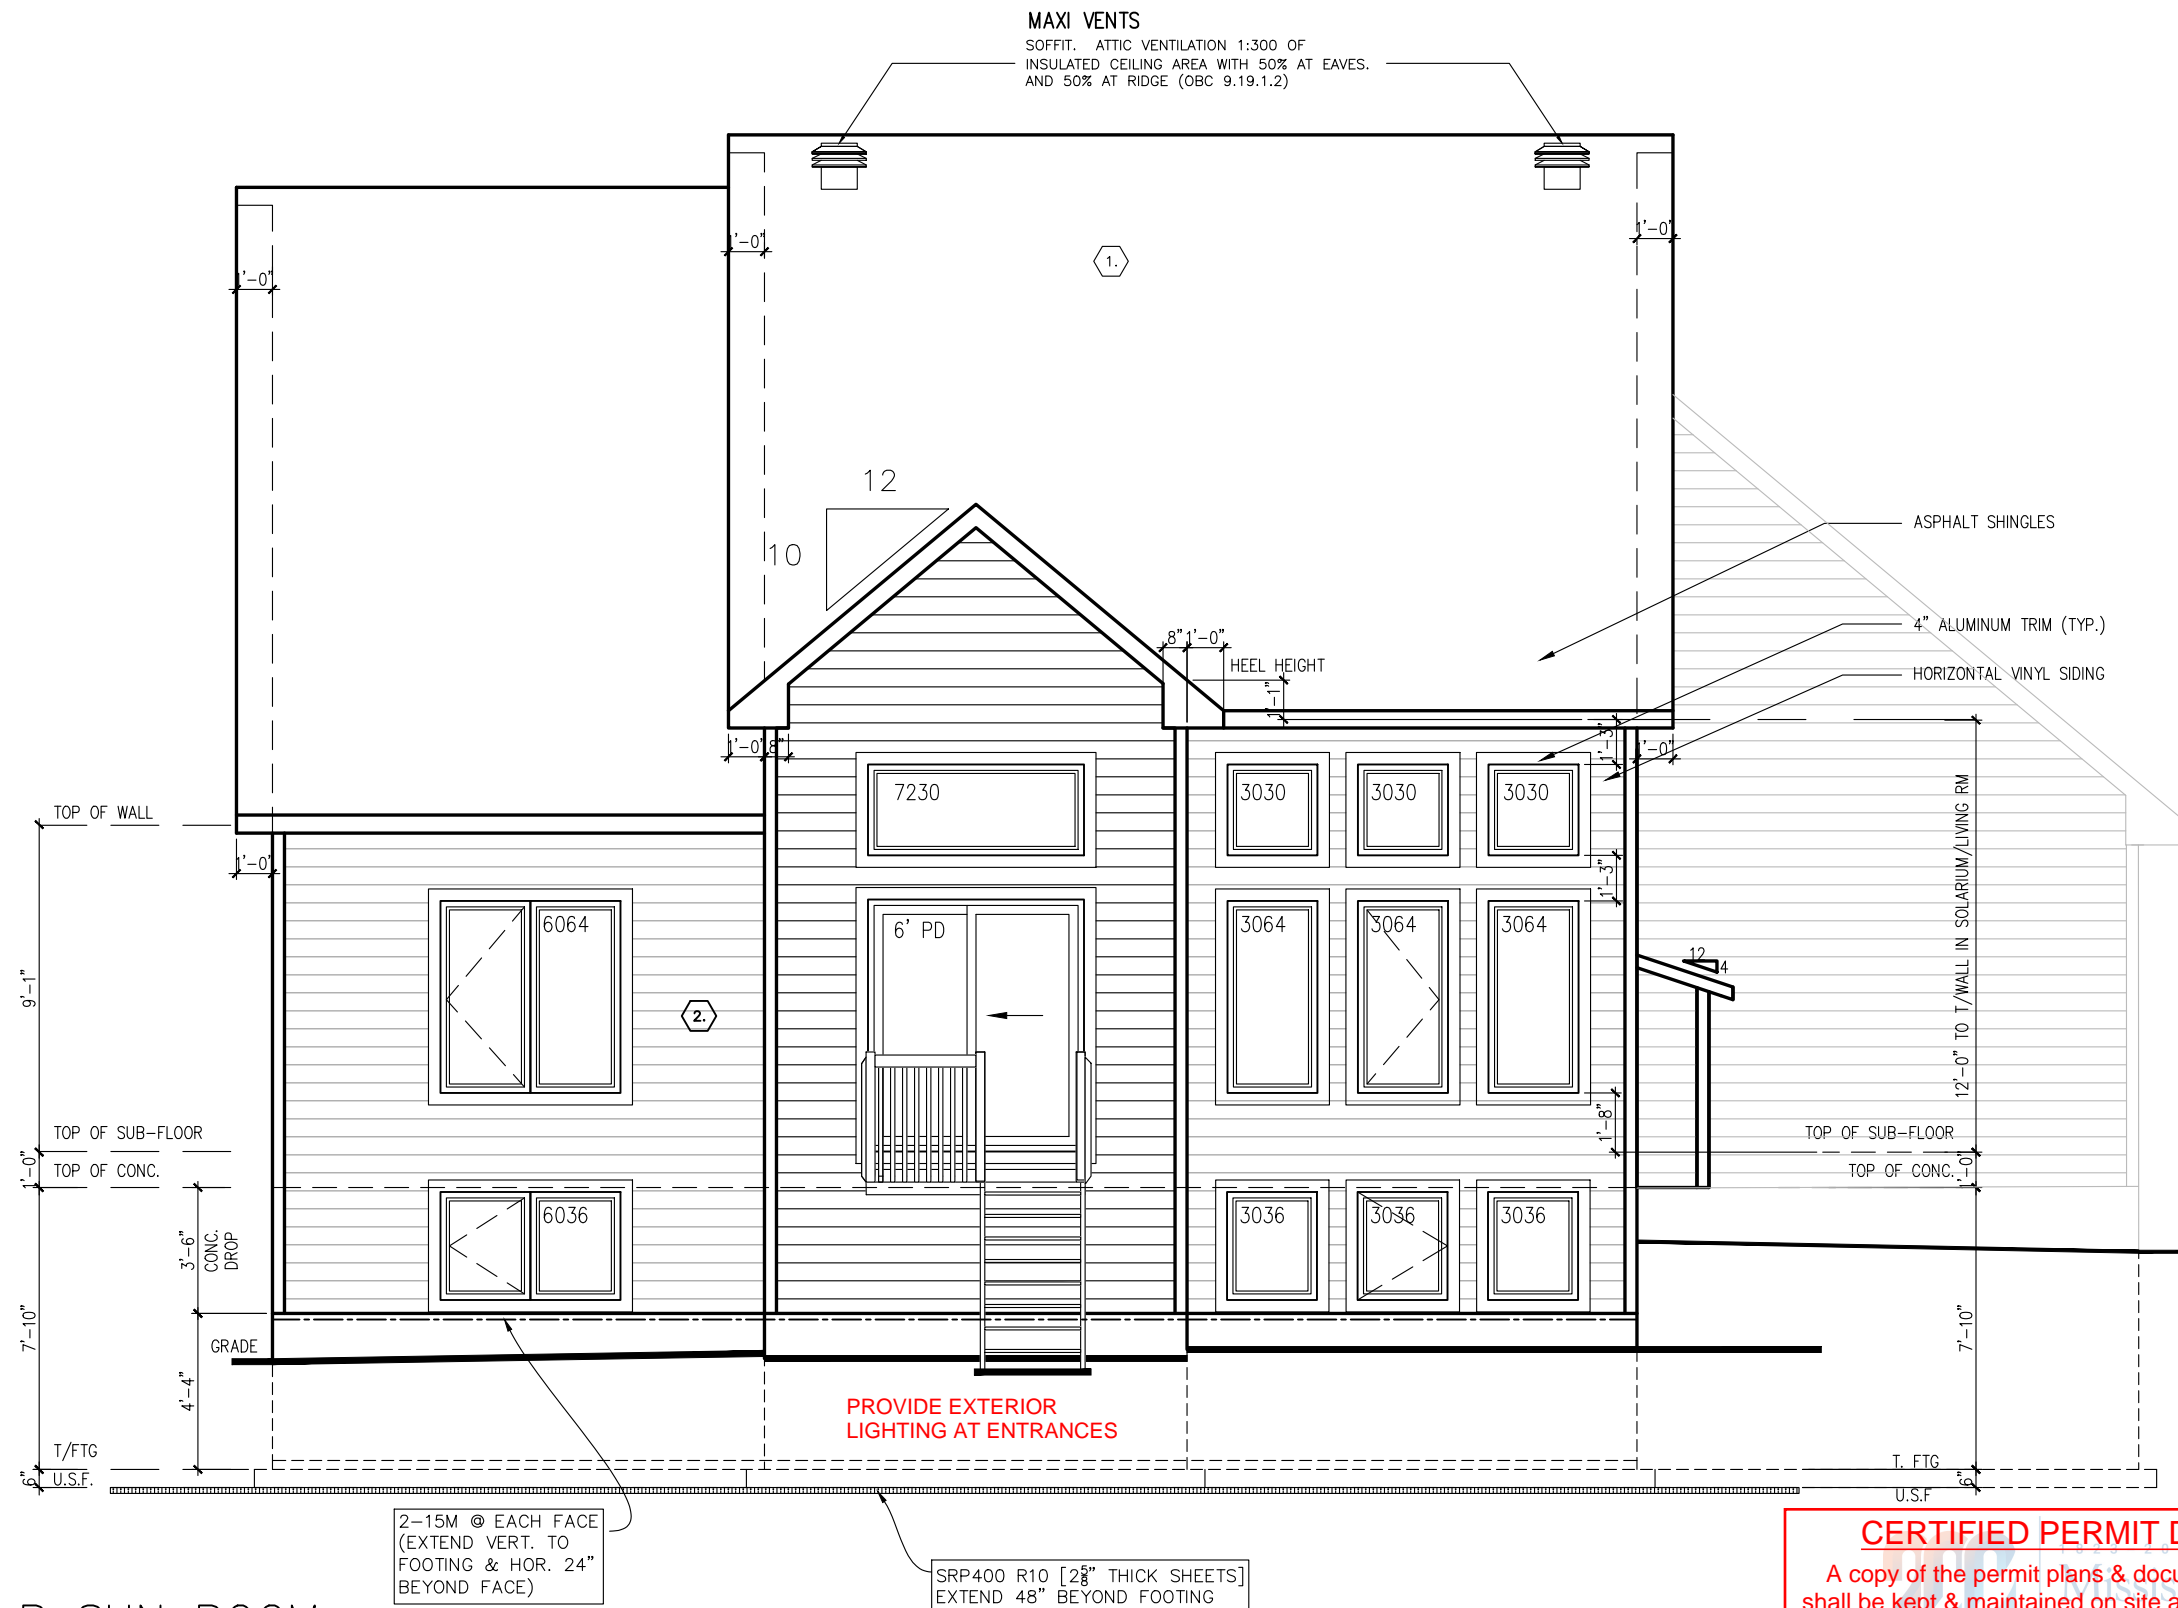 MAXI VENTS
SOFFIT. ATTIC VENTILATION 1:300 OF
INSULATED CEILING AREA WITH 50% AT EAVES.
AND 50% AT RIDGE (OBC 9.19.1.2)
1'-0"
1'-0"
1'-0"
1.
12
10
ASPHALT SHINGLES
4" ALUMINUM TRIM (TYP.)
HORIZONTAL VINYL SIDING
8"
1'-0"
HEEL HEIGHT
1'-1"
1'-0"
8"
1'-3"
1'-0"
TOP OF WALL
7230
3030
3030
3030
1'-0"
1'-3"
6064
6' PD
3064
3064
3064
12
4
9'-1"
2.
12'-0" TO T/WALL IN SOLARIUM/LIVING RM
1'-8"
TOP OF SUB-FLOOR
TOP OF SUB-FLOOR
1'-0"
TOP OF CONC.
TOP OF CONC.
1'-0"
6036
3036
3036
3036
3'-6"
CONC.
DROP
7'-10"
7'-10"
GRADE
4'-4"
PROVIDE EXTERIOR
LIGHTING AT ENTRANCES
T/FTG
T. FTG
6"
U.S.F.
6"
U.S.F
2-15M @ EACH FACE
(EXTEND VERT. TO
FOOTING & HOR. 24"
BEYOND FACE)
SRP400 R10 [2⅝" THICK SHEETS]
EXTEND 48" BEYOND FOOTING
CERTIFIED PERMIT D
A copy of the permit plans & docu
shall be kept & maintained on site a